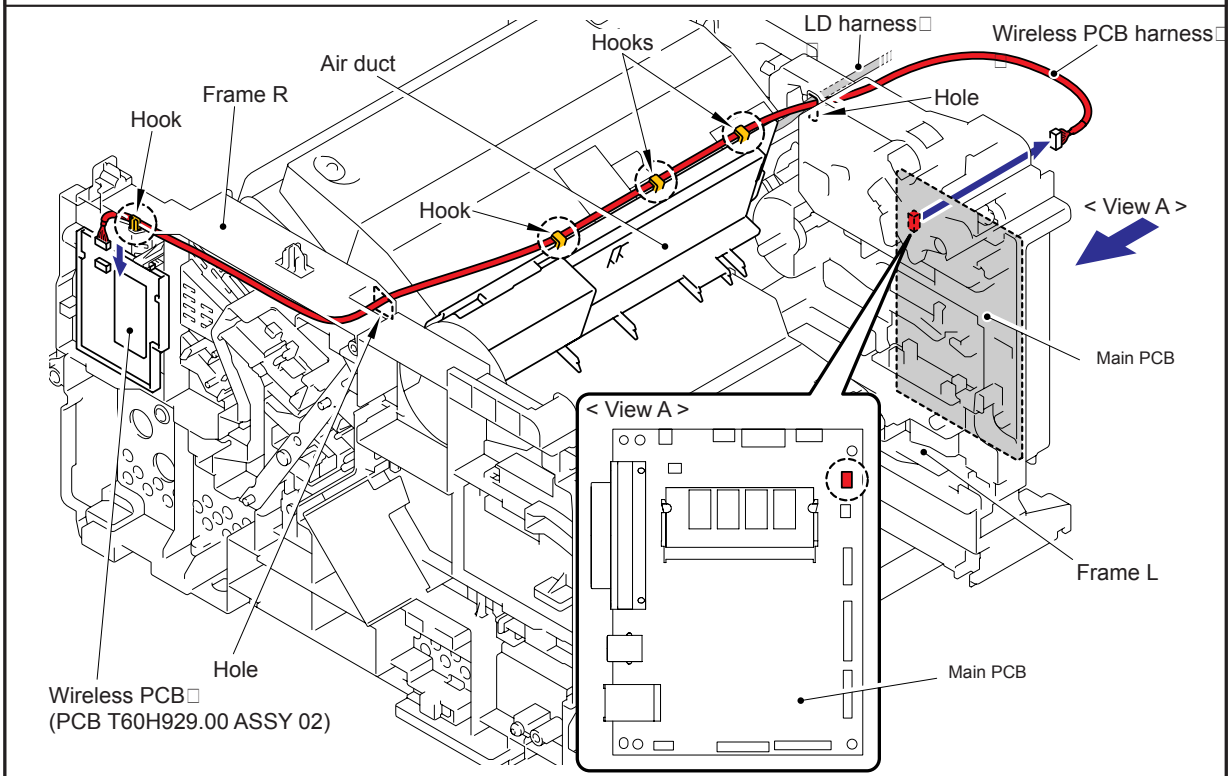 LD harness□
Hooks
Wireless PCB harness□
Air duct
Frame R
Hole
Hook
Hook
< View A >
Main PCB
< View A >
Frame L
Hole
Main PCB
Wireless PCB□
(PCB T60H929.00 ASSY 02)